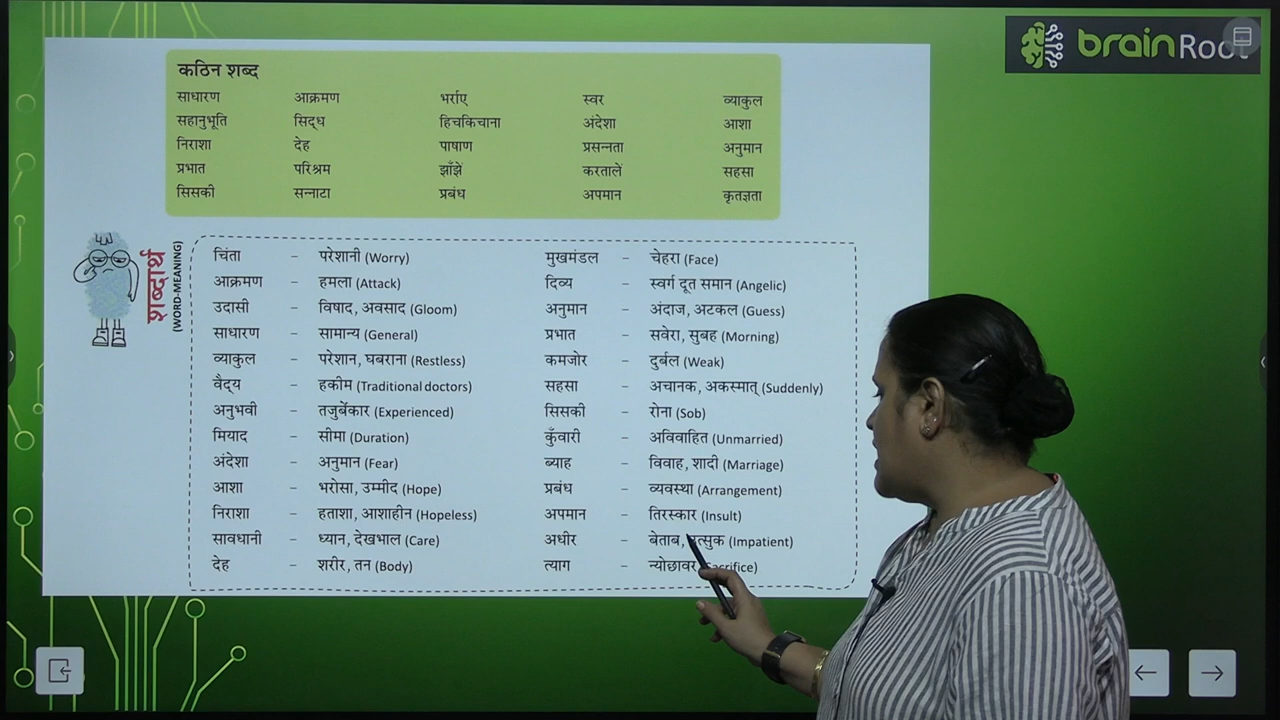 brainRoot
कठिन शब्द
साधारण आक्रमण भर्राए स्वर व्याकुल
सहानुभूति सिद्ध हिचकिचाना अंदेशा आशा
निराशा देह पाषाण प्रसन्नता अनुमान
प्रभात परिश्रम झाँझें करतालें सहसा
सिसकी सन्नाटा प्रबंध अपमान कृतज्ञता
शब्दार्थ
(WORD-MEANING)
चिंता – परेशानी (Worry) मुखमंडल – चेहरा (Face)
आक्रमण – हमला (Attack) दिव्य – स्वर्ग दूत समान (Angelic)
उदासी – विषाद, अवसाद (Gloom) अनुमान – अंदाज, अटकल (Guess)
साधारण – सामान्य (General) प्रभात – सवेरा, सुबह (Morning)
व्याकुल – परेशान, घबराना (Restless) कमजोर – दुर्बल (Weak)
वैद्य – हकीम (Traditional doctors) सहसा – अचानक, अकस्मात् (Suddenly)
अनुभवी – तजुर्बेकार (Experienced) सिसकी – रोना (Sob)
मियाद – सीमा (Duration) कुँवारी – अविवाहित (Unmarried)
अंदेशा – अनुमान (Fear) ब्याह – विवाह, शादी (Marriage)
आशा – भरोसा, उम्मीद (Hope) प्रबंध – व्यवस्था (Arrangement)
निराशा – हताशा, आशाहीन (Hopeless) अपमान – तिरस्कार (Insult)
सावधानी – ध्यान, देखभाल (Care) अधीर – बेताब, (Impatient)
देह – शरीर, तन (Body) त्याग – न्योछावर